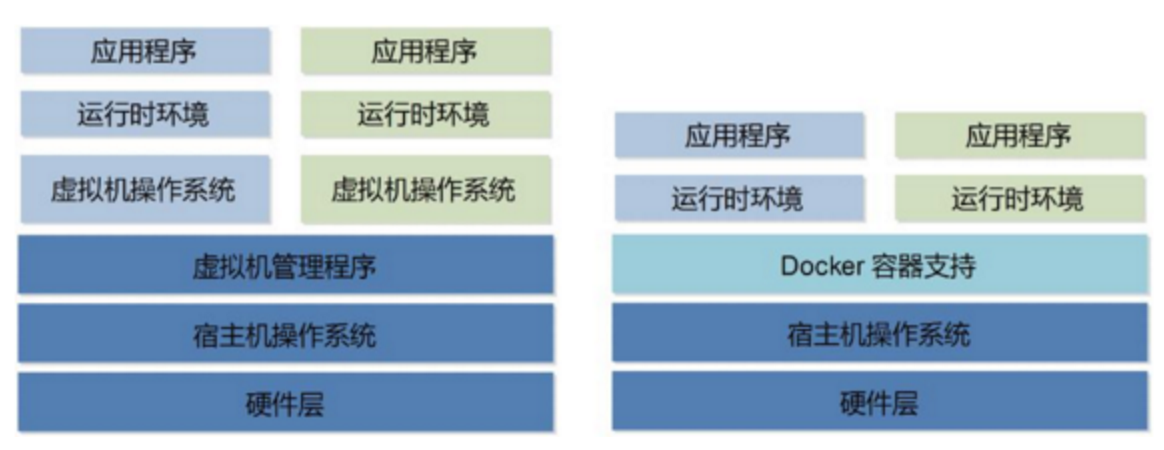 应用程序
应用程序
运行时环境
运行时环境
虚拟机操作系统
虚拟机操作系统
虚拟机管理程序
宿主机操作系统
硬件层
应用程序
应用程序
运行时环境
运行时环境
Docker 容器支持
宿主机操作系统
硬件层